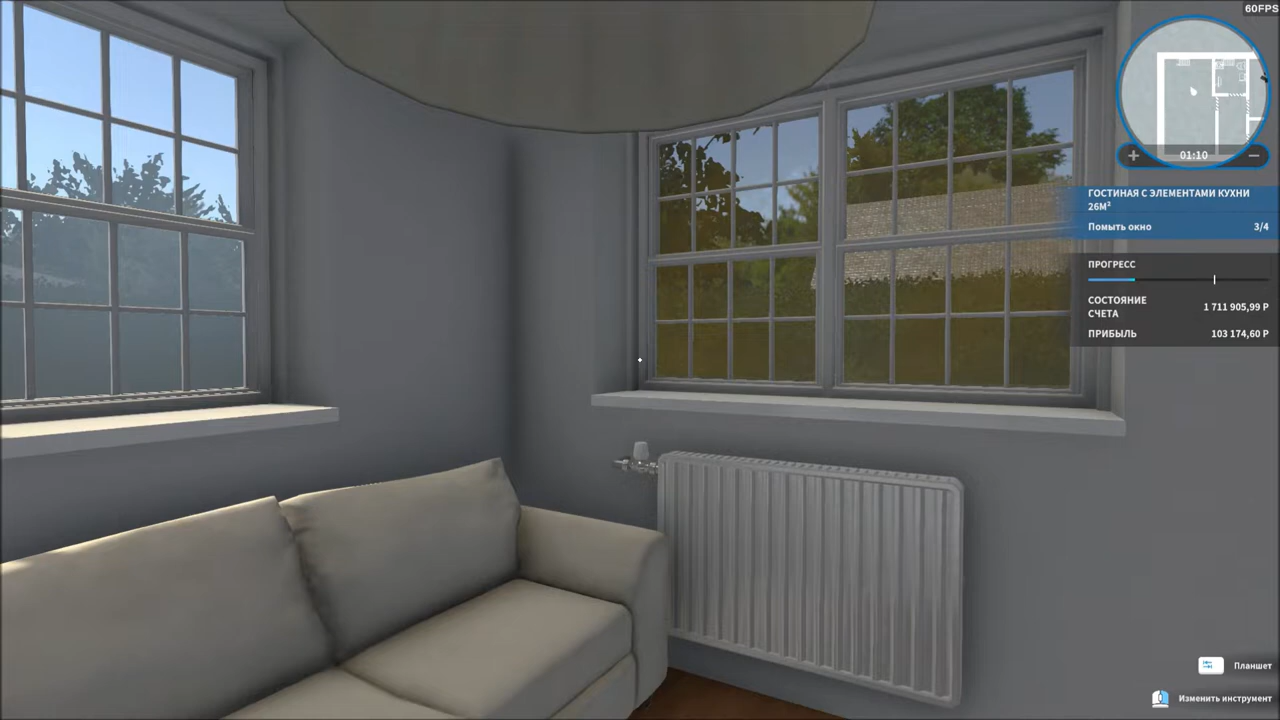 60FPS
01:10
ГОСТИНАЯ С ЭЛЕМЕНТАМИ КУХНИ
26М²
Помыть окно 3/4
ПРОГРЕСС
СОСТОЯНИЕ
СЧЕТА 1 711 905,99 Р
ПРИБЫЛЬ 103 174,60 Р
Планшет
Изменить инструмент